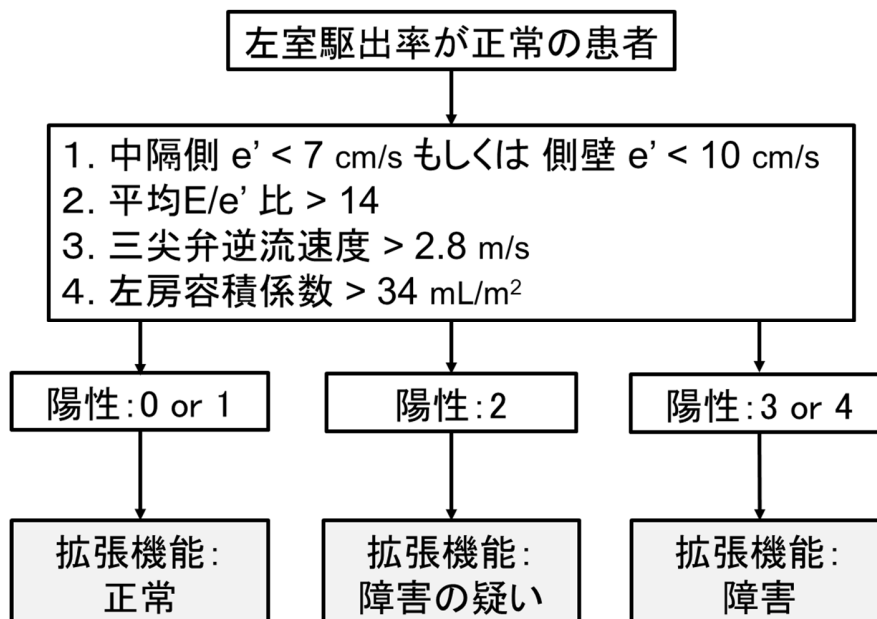 左室駆出率が正常の患者
1. 中隔側 e' < 7 cm/s もしくは 側壁 e' < 10 cm/s
2. 平均E/e' 比 > 14
3. 三尖弁逆流速度 > 2.8 m/s
4. 左房容積係数 > 34 mL/m²
陽性:0 or 1
陽性:2
陽性:3 or 4
拡張機能:
正常
拡張機能:
障害の疑い
拡張機能:
障害